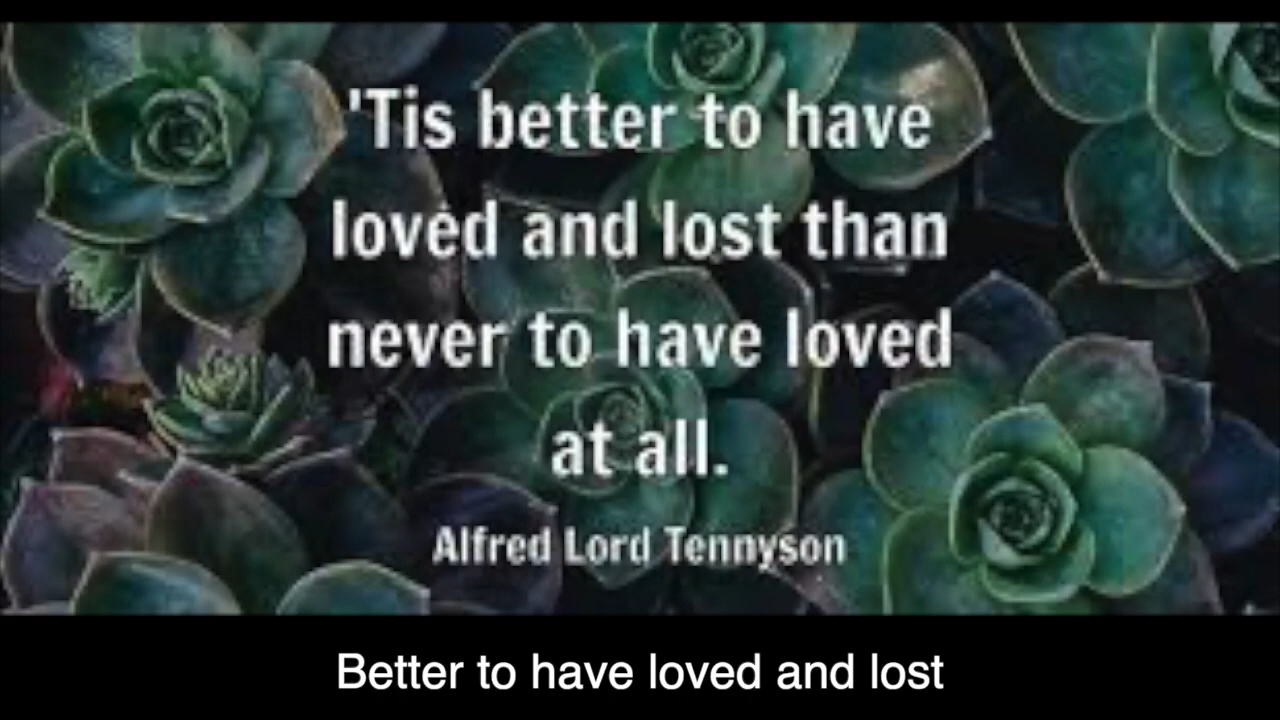 'Tis better to have
loved and lost than
never to have loved
at all.
Alfred Lord Tennyson
Better to have loved and lost